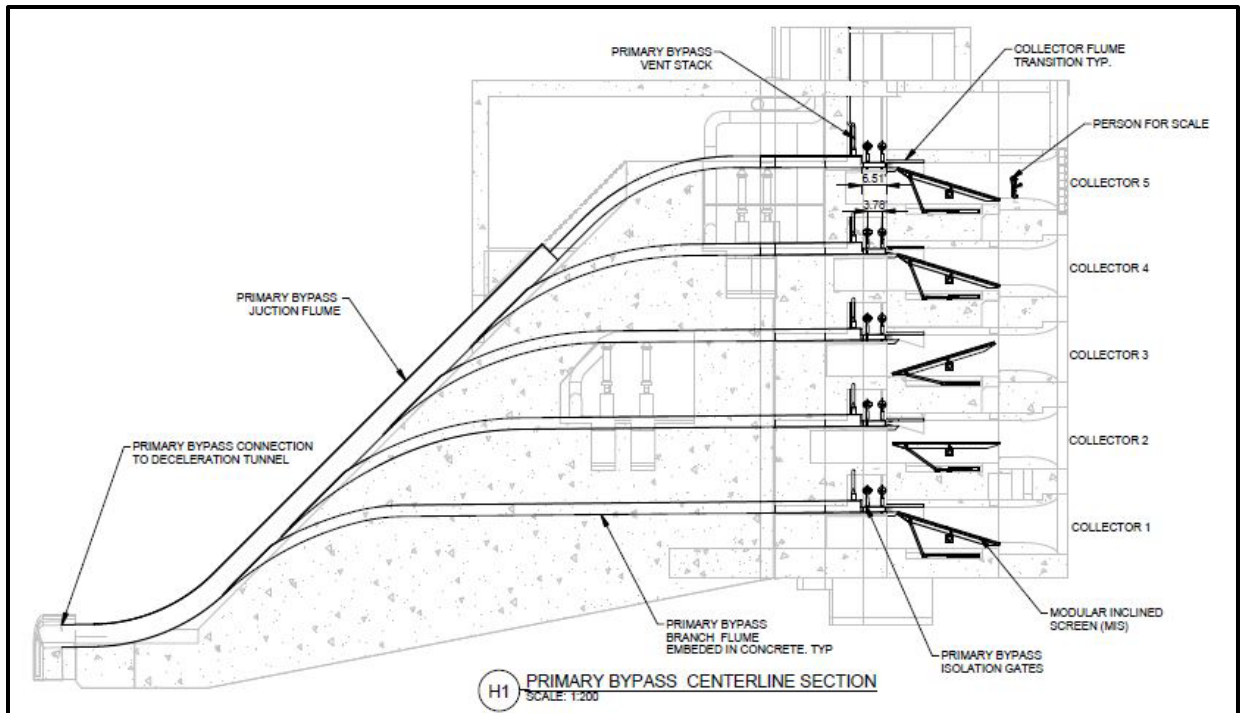 PRIMARY BYPASS
VENT STACK
COLLECTOR FLUME
TRANSITION TYP.
PERSON FOR SCALE
6.51'
COLLECTOR 5
3.78'
COLLECTOR 4
PRIMARY BYPASS
JUCTION FLUME
COLLECTOR 3
PRIMARY BYPASS CONNECTION
TO DECELERATION TUNNEL
COLLECTOR 2
COLLECTOR 1
MODULAR INCLINED
SCREEN (MIS)
PRIMARY BYPASS
BRANCH FLUME
EMBEDED IN CONCRETE. TYP
PRIMARY BYPASS
ISOLATION GATES
H1
PRIMARY BYPASS CENTERLINE SECTION
SCALE: 1:200